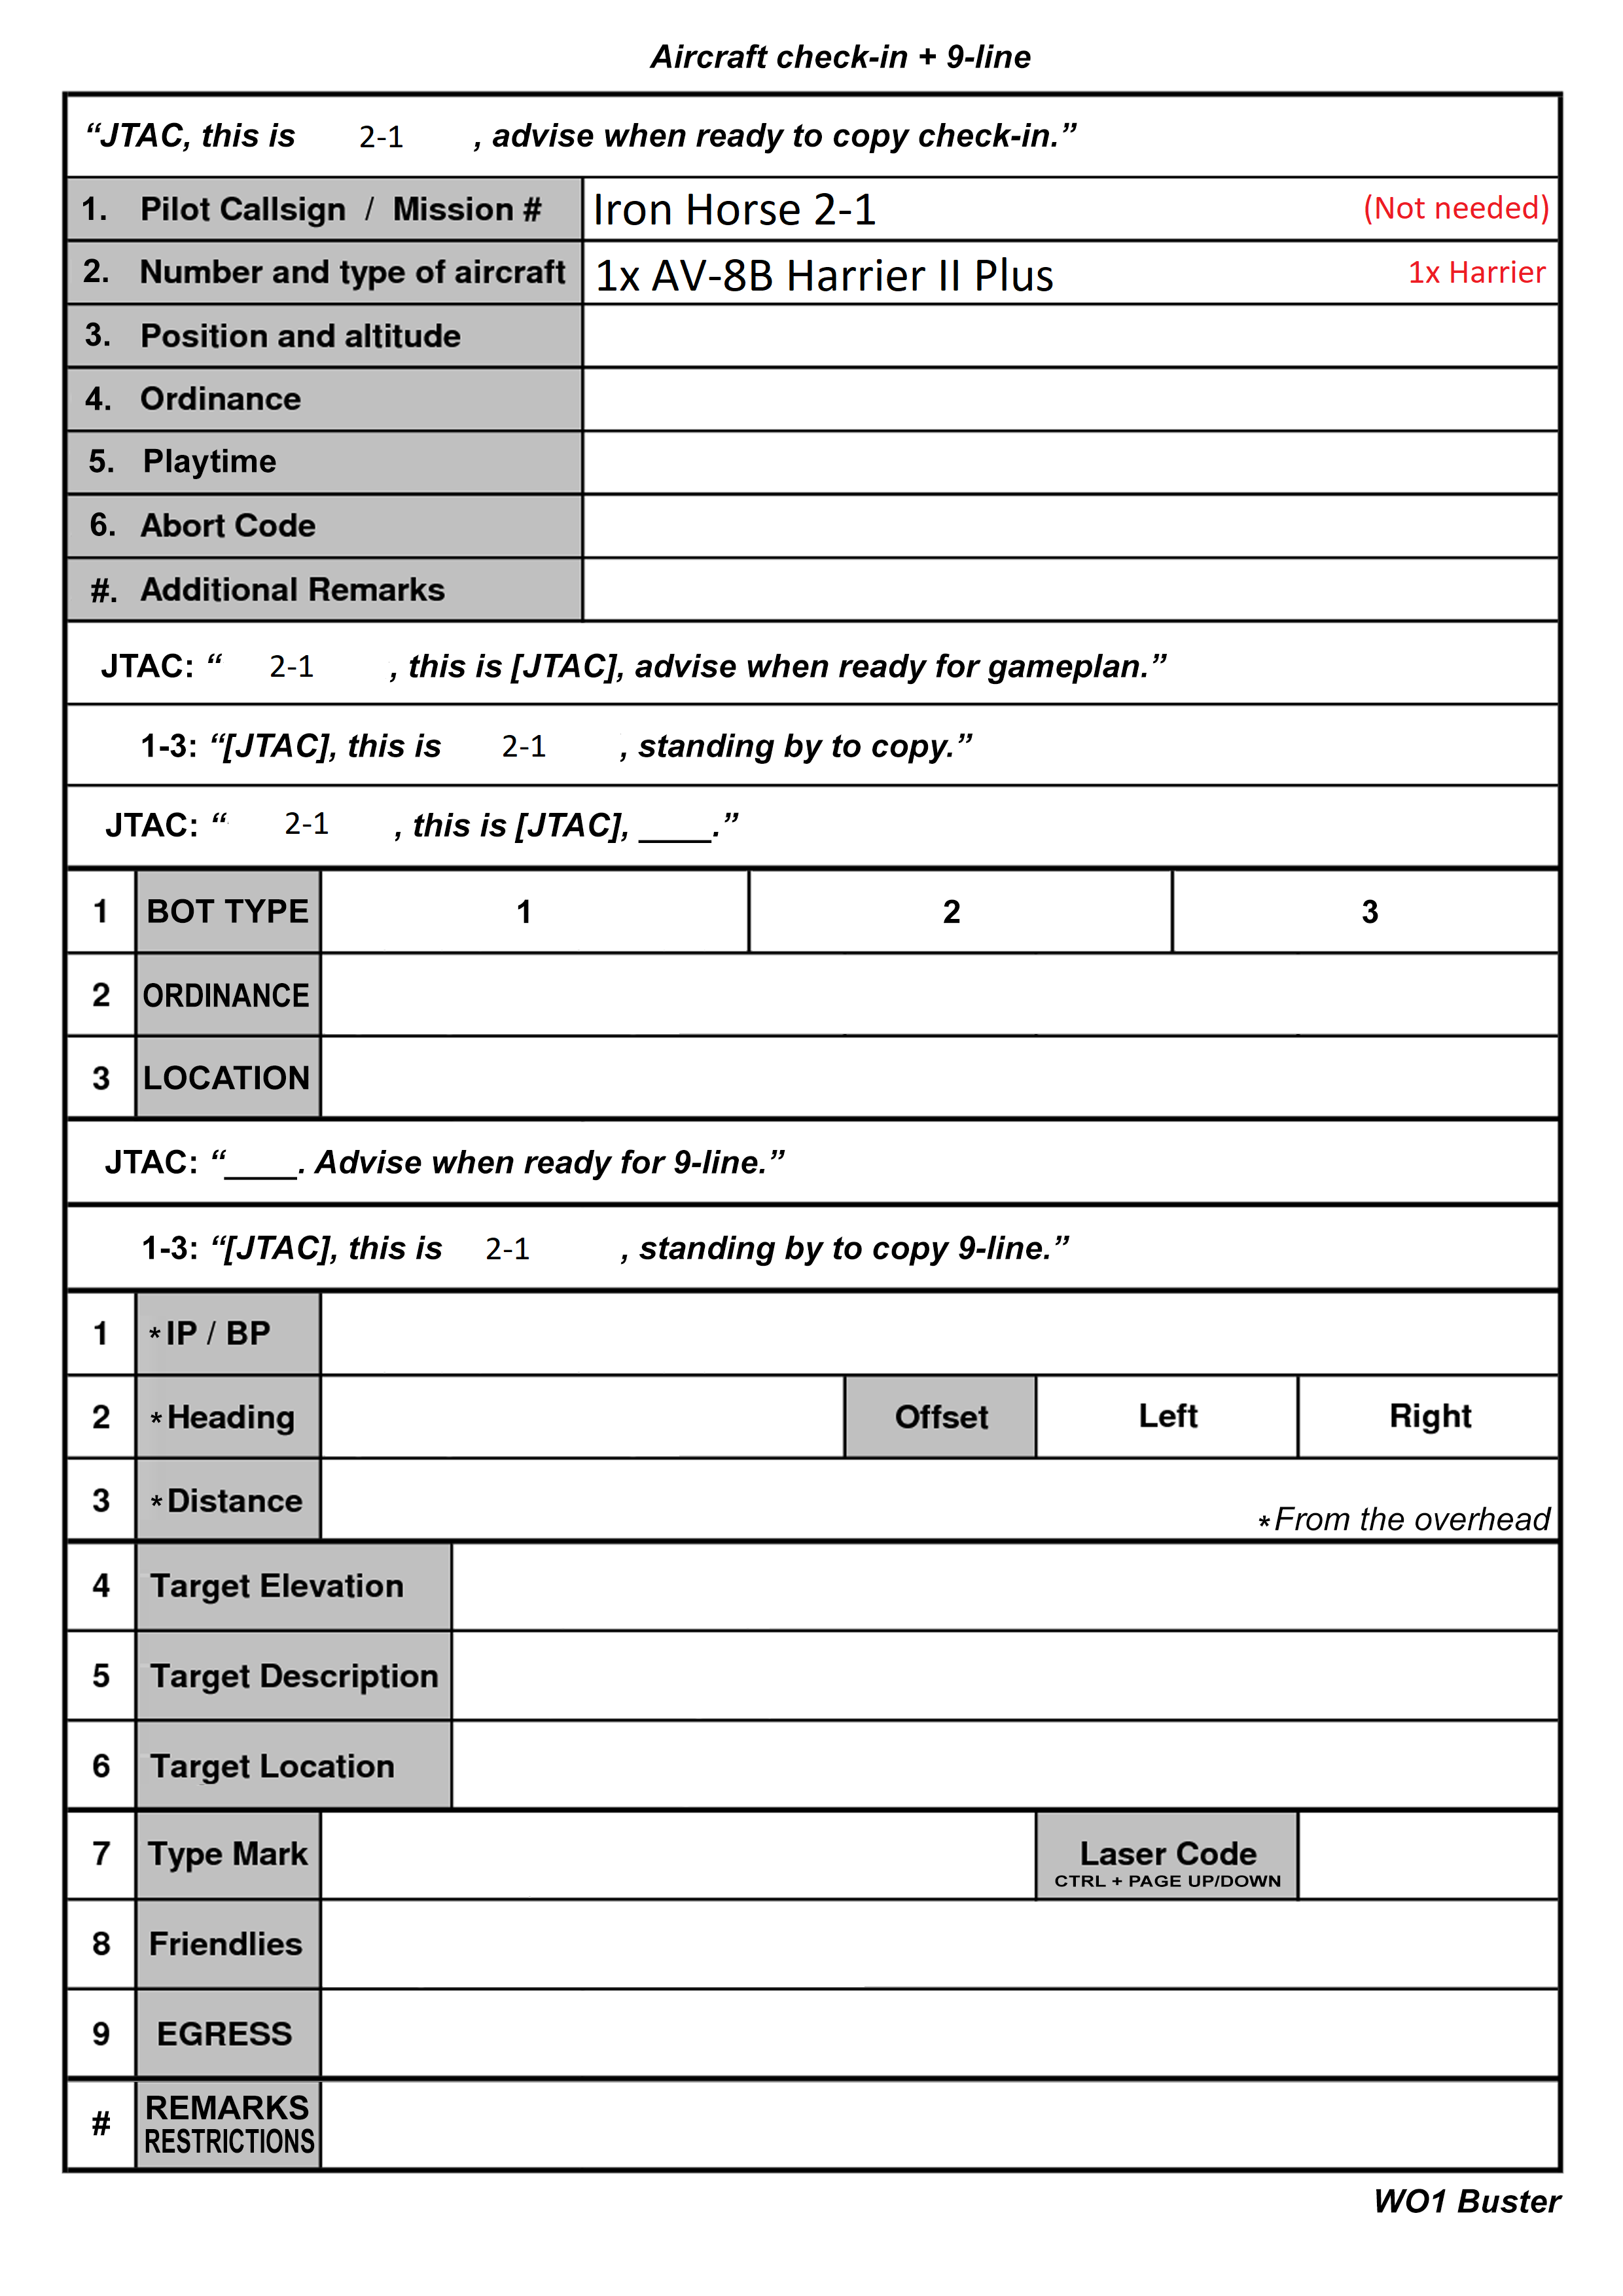 Aircraft check-in + 9-line
“JTAC, this is 2-1 , advise when ready to copy check-in.”
1. Pilot Callsign / Mission # Iron Horse 2-1 (Not needed)
2. Number and type of aircraft 1x AV-8B Harrier II Plus 1x Harrier
3. Position and altitude
4. Ordinance
5. Playtime
6. Abort Code
#. Additional Remarks
JTAC: “ 2-1 , this is [JTAC], advise when ready for gameplan.”
1-3: “[JTAC], this is 2-1 , standing by to copy.”
JTAC: “ 2-1 , this is [JTAC], ____.”
1 BOT TYPE 1 2 3
2 ORDINANCE
3 LOCATION
JTAC: “____. Advise when ready for 9-line.”
1-3: “[JTAC], this is 2-1 , standing by to copy 9-line.”
1 *IP / BP
2 *Heading Offset Left Right
3 *Distance *From the overhead
4 Target Elevation
5 Target Description
6 Target Location
7 Type Mark Laser Code
CTRL + PAGE UP/DOWN
8 Friendlies
9 EGRESS
# REMARKS
RESTRICTIONS
WO1 Buster